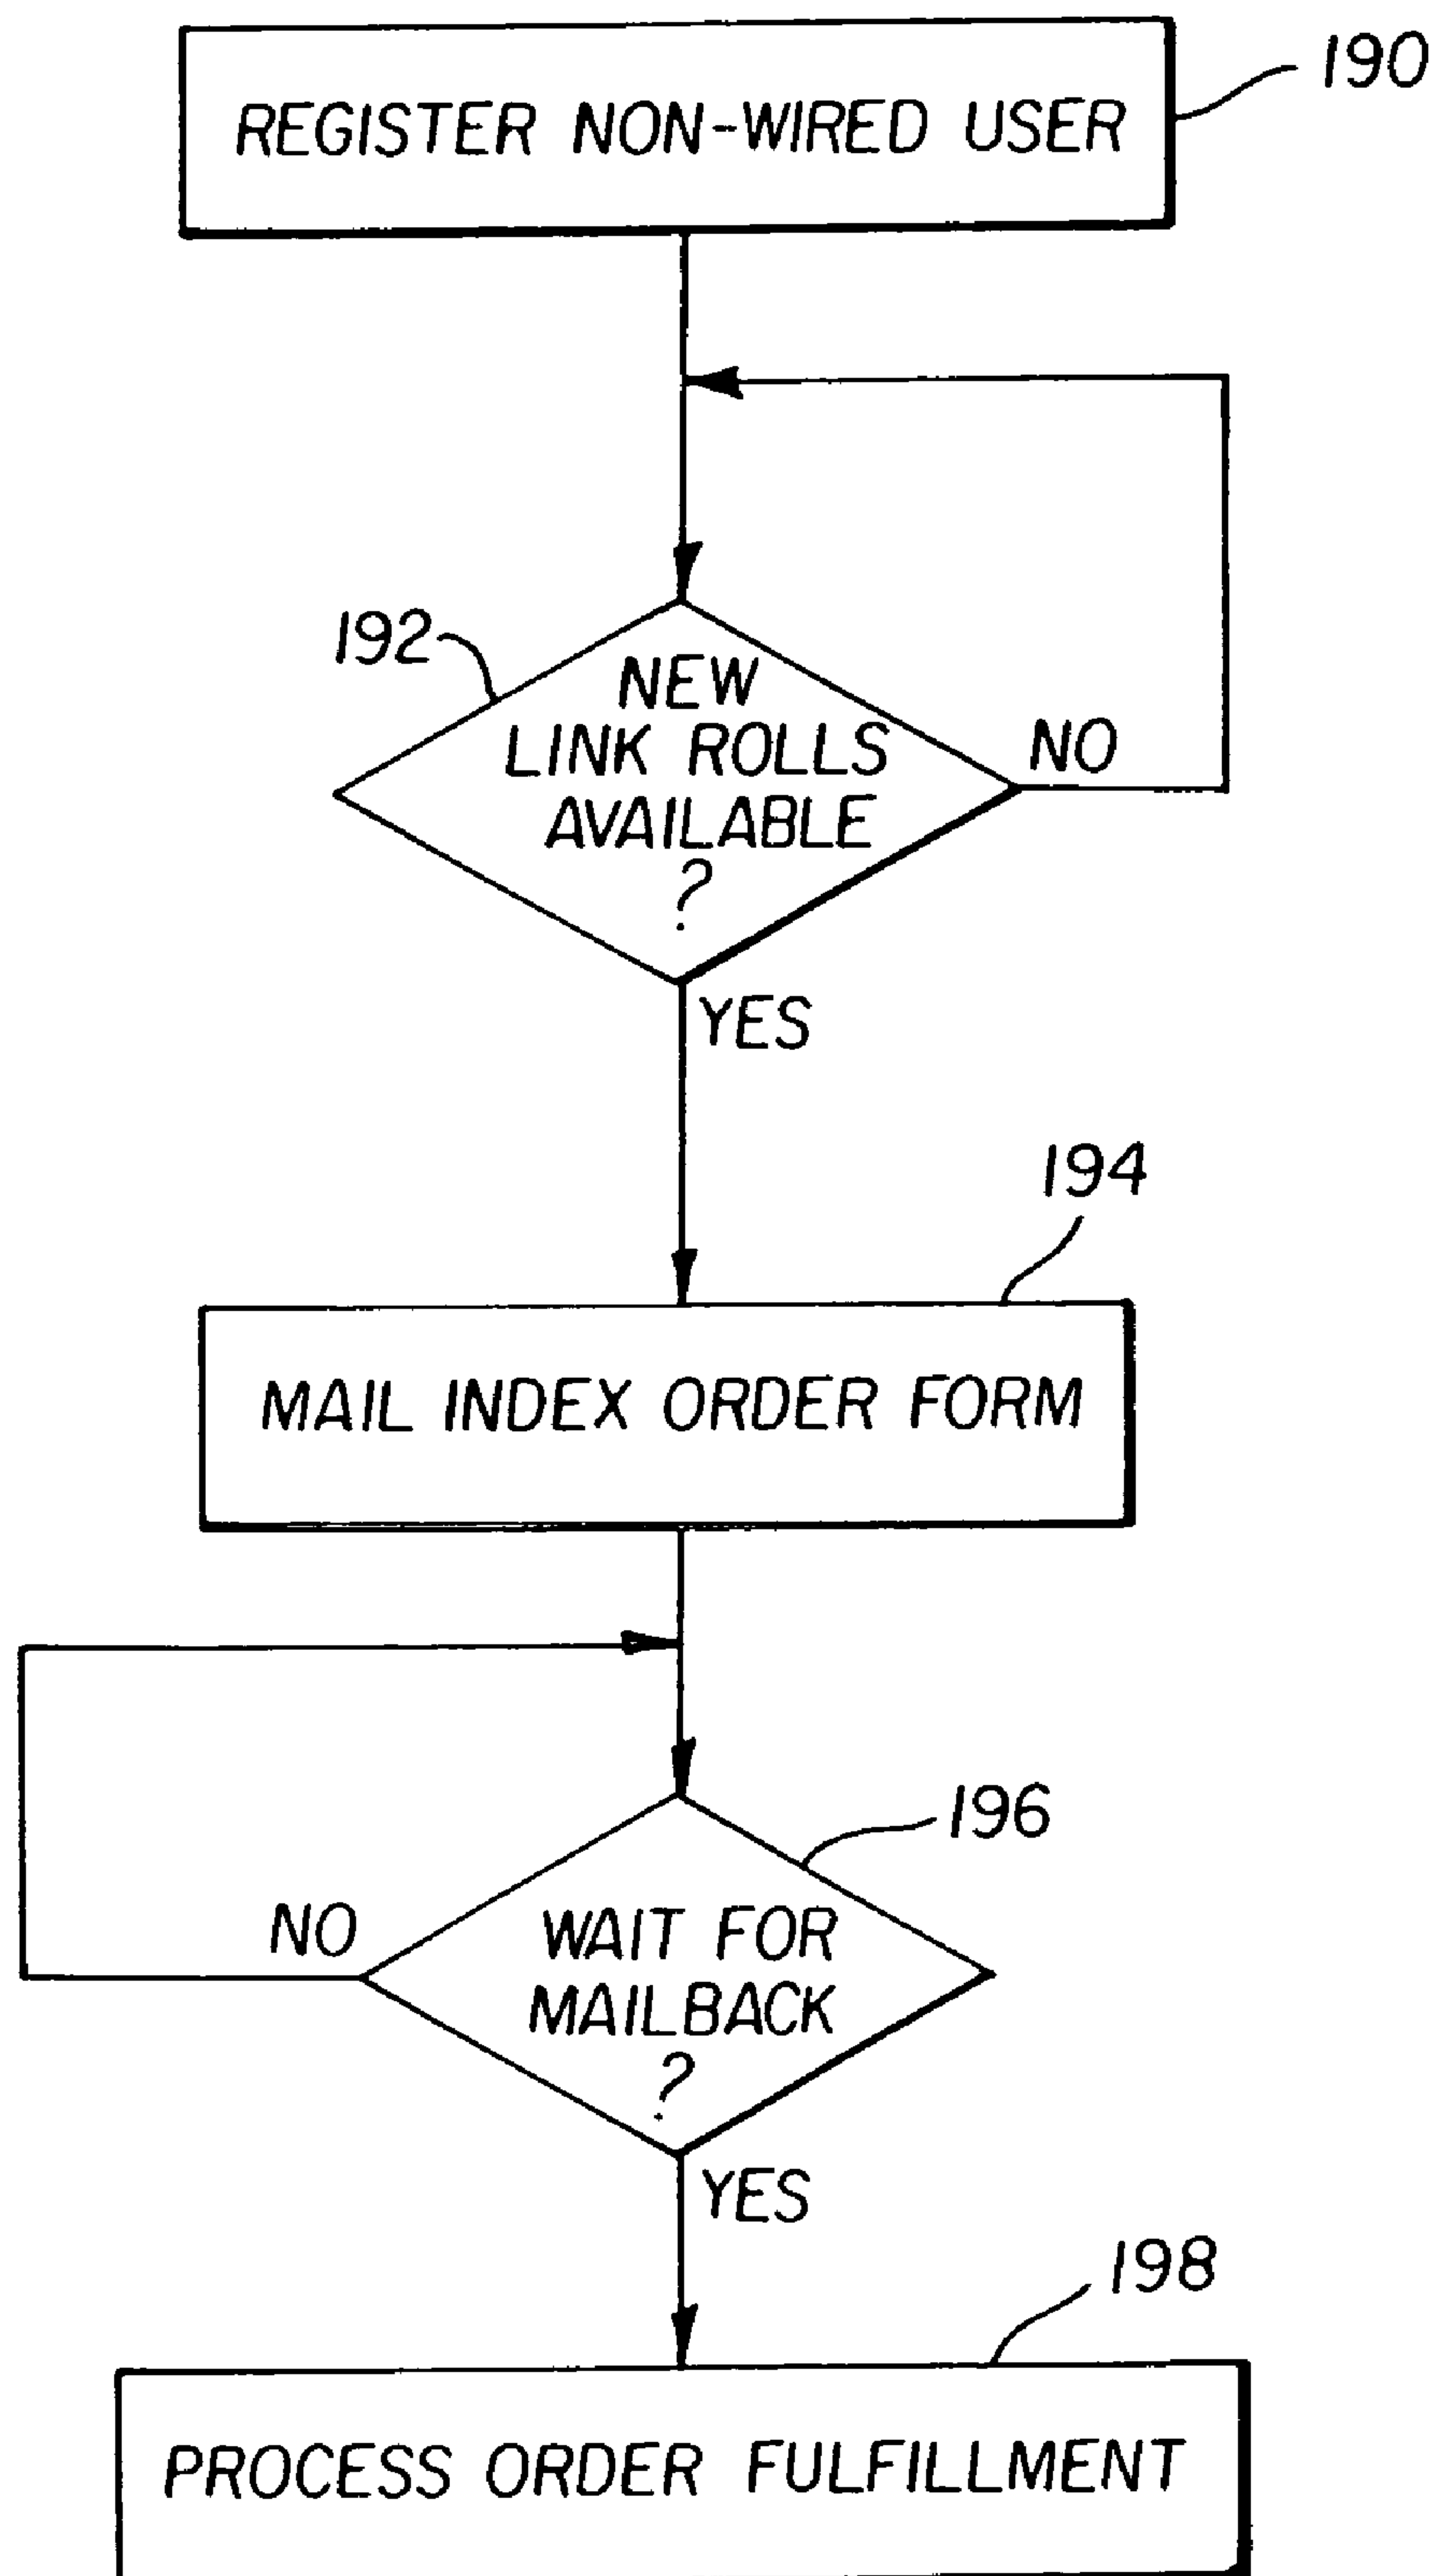 REGISTER NON-WIRED USER
190
192
NEW
LINK ROLLS
AVAILABLE
?
NO
YES
194
MAIL INDEX ORDER FORM
196
NO
WAIT FOR
MAILBACK
?
YES
198
PROCESS ORDER FULFILLMENT